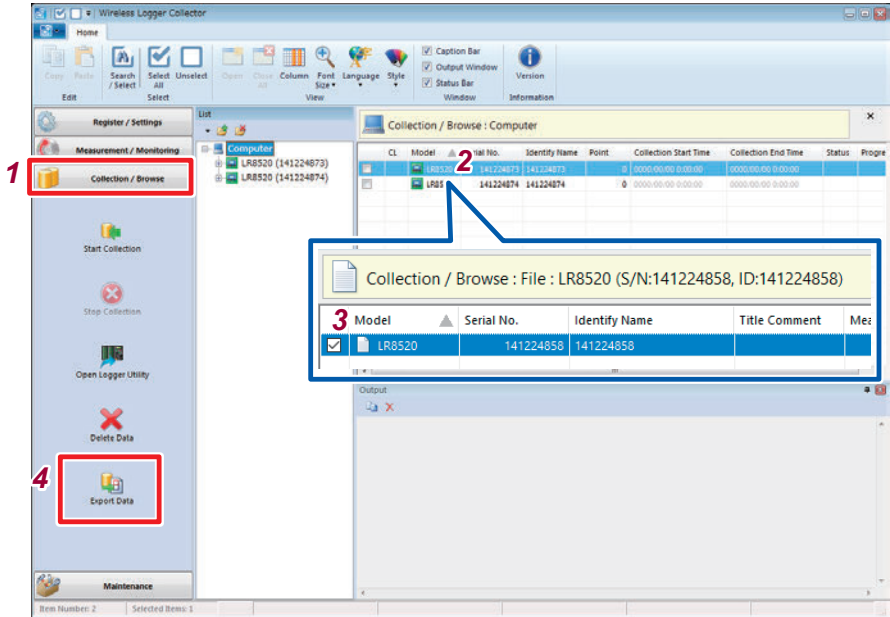 Wireless Logger Collector
Home
Copy Paste Search / Select Select All Unselect Open Close All Column Font Size Language Style
Caption Bar
Output Window
Status Bar
Version
Edit Select View Window Information
Register / Settings
Measurement / Monitoring
1
Collection / Browse
Start Collection
Stop Collection
Open Logger Utility
Delete Data
4
Export Data
Maintenance
List
Computer
LR8520 (141224873)
LR8520 (141224874)
Collection / Browse : Computer
CL Model Serial No. Identify Name Point Collection Start Time Collection End Time Status Progre
2
LR8520 141224873 141224873 0 0000/00/00 0:00:00 0000/00/00 0:00:00
LR85 141224874 141224874 0 0000/00/00 0:00:00 0000/00/00 0:00:00
Collection / Browse : File : LR8520 (S/N:141224858, ID:141224858)
3
Model Serial No. Identify Name Title Comment Mea
LR8520 141224858 141224858
Output
Item Number: 2 Selected Items: 1